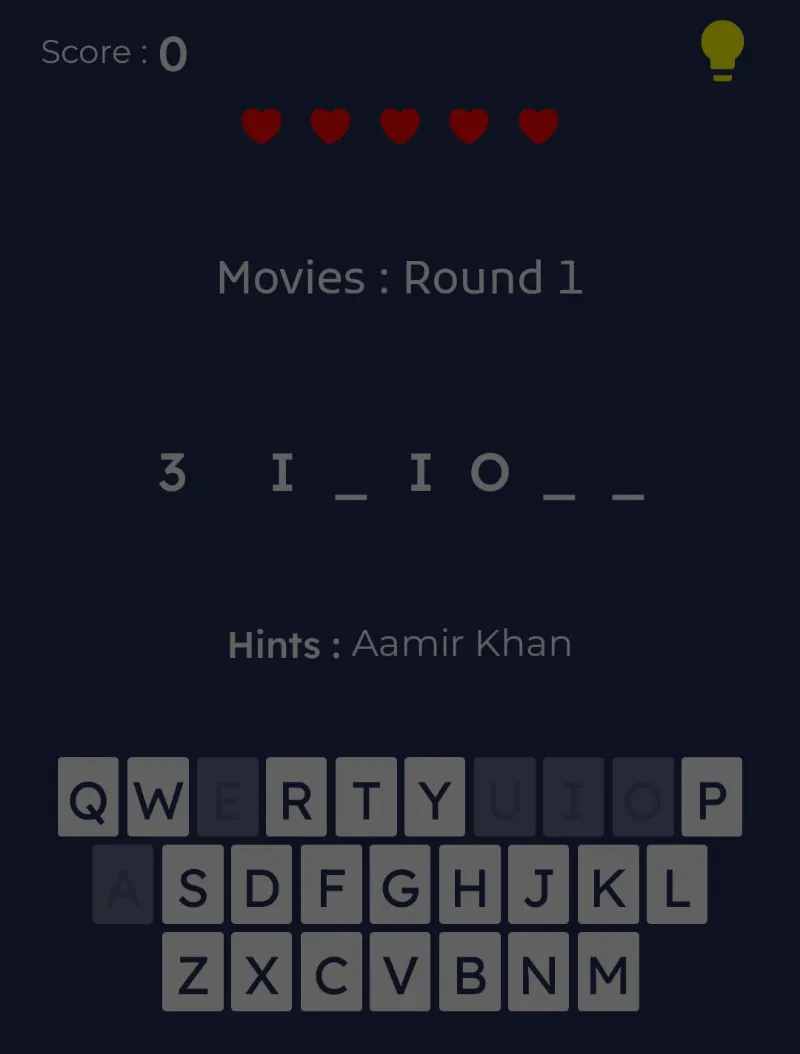 Score : 0
Movies : Round 1
3 I _ I O _ _
Hints : Aamir Khan
Q W E R T Y U I O P
A S D F G H J K L
Z X C V B N M